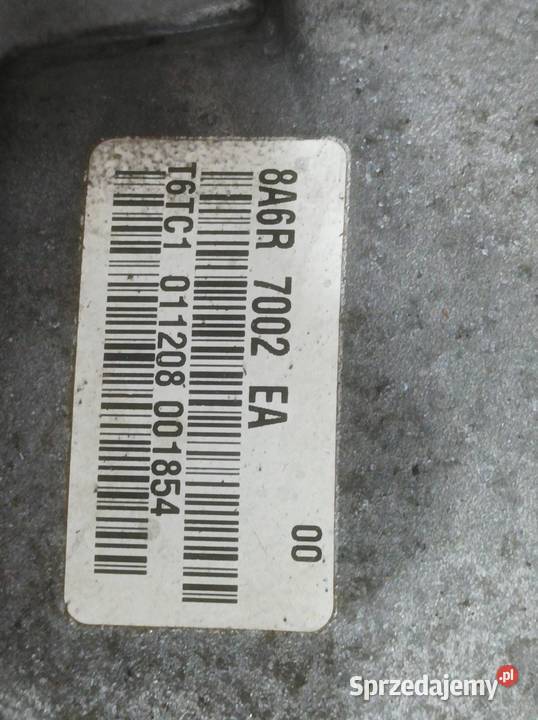 8A6R 7002 EA
00
T6TC1 011208 001854
Sprzedajemy.pl